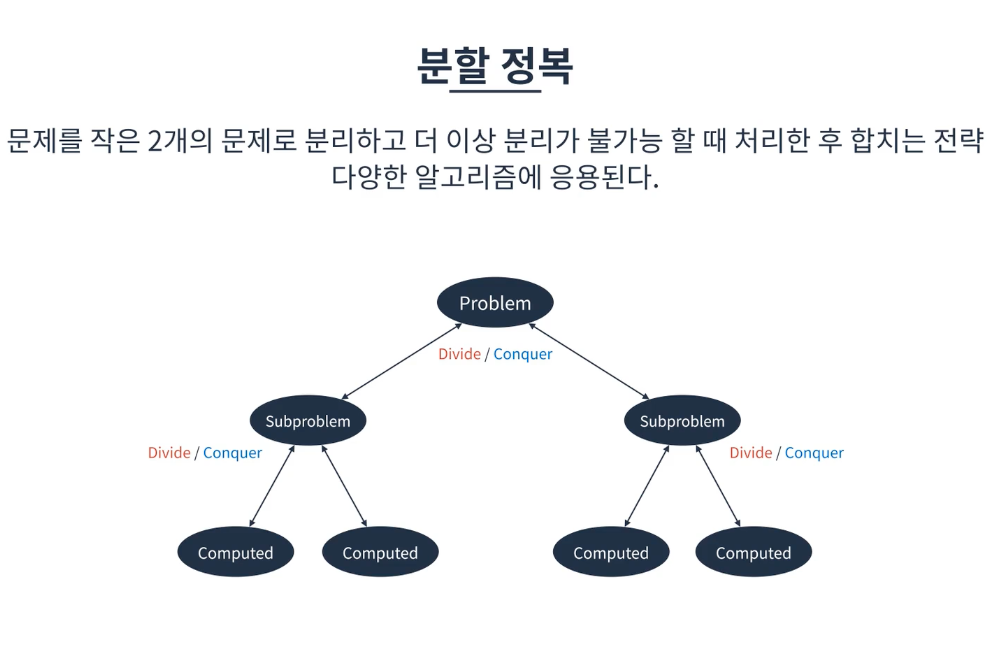 분할 정복
문제를 작은 2개의 문제로 분리하고 더 이상 분리가 불가능 할 때 처리한 후 합치는 전략
다양한 알고리즘에 응용된다.
Problem
Divide / Conquer
Subproblem
Subproblem
Divide / Conquer
Divide / Conquer
Computed
Computed
Computed
Computed